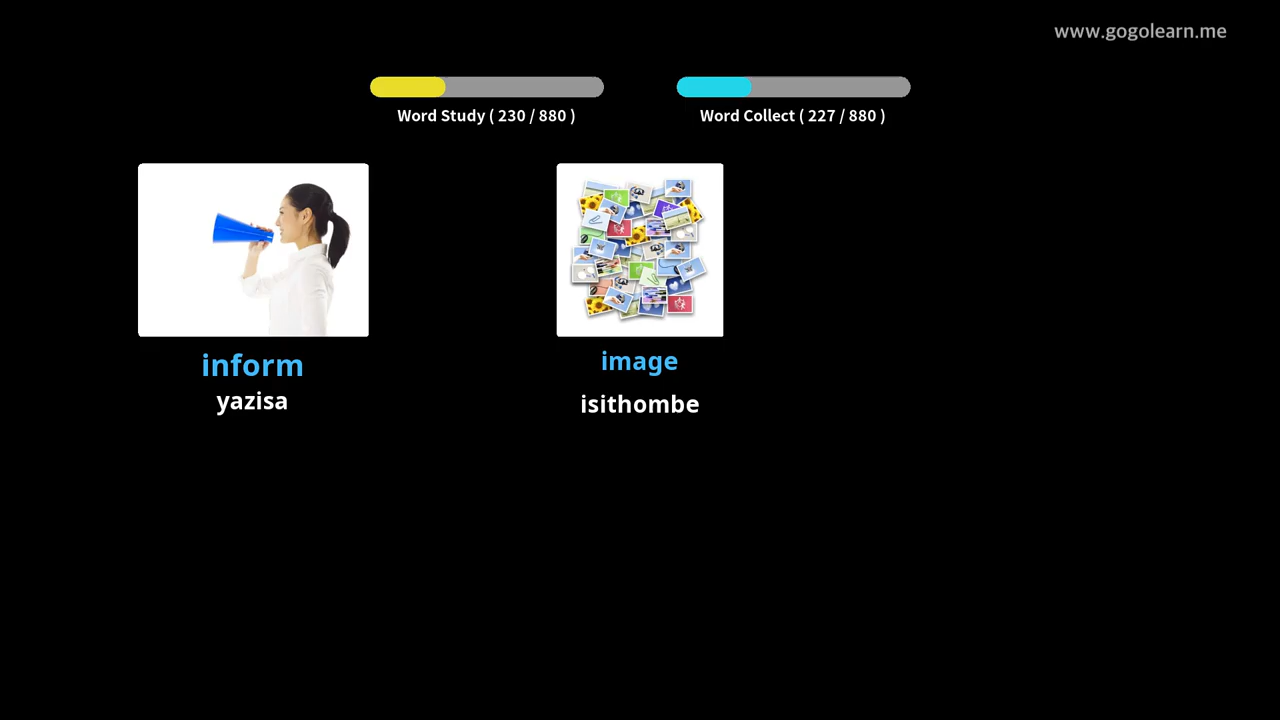 www.gogolearn.me
Word Study ( 230 / 880 )
Word Collect ( 227 / 880 )
inform
yazisa
image
isithombe